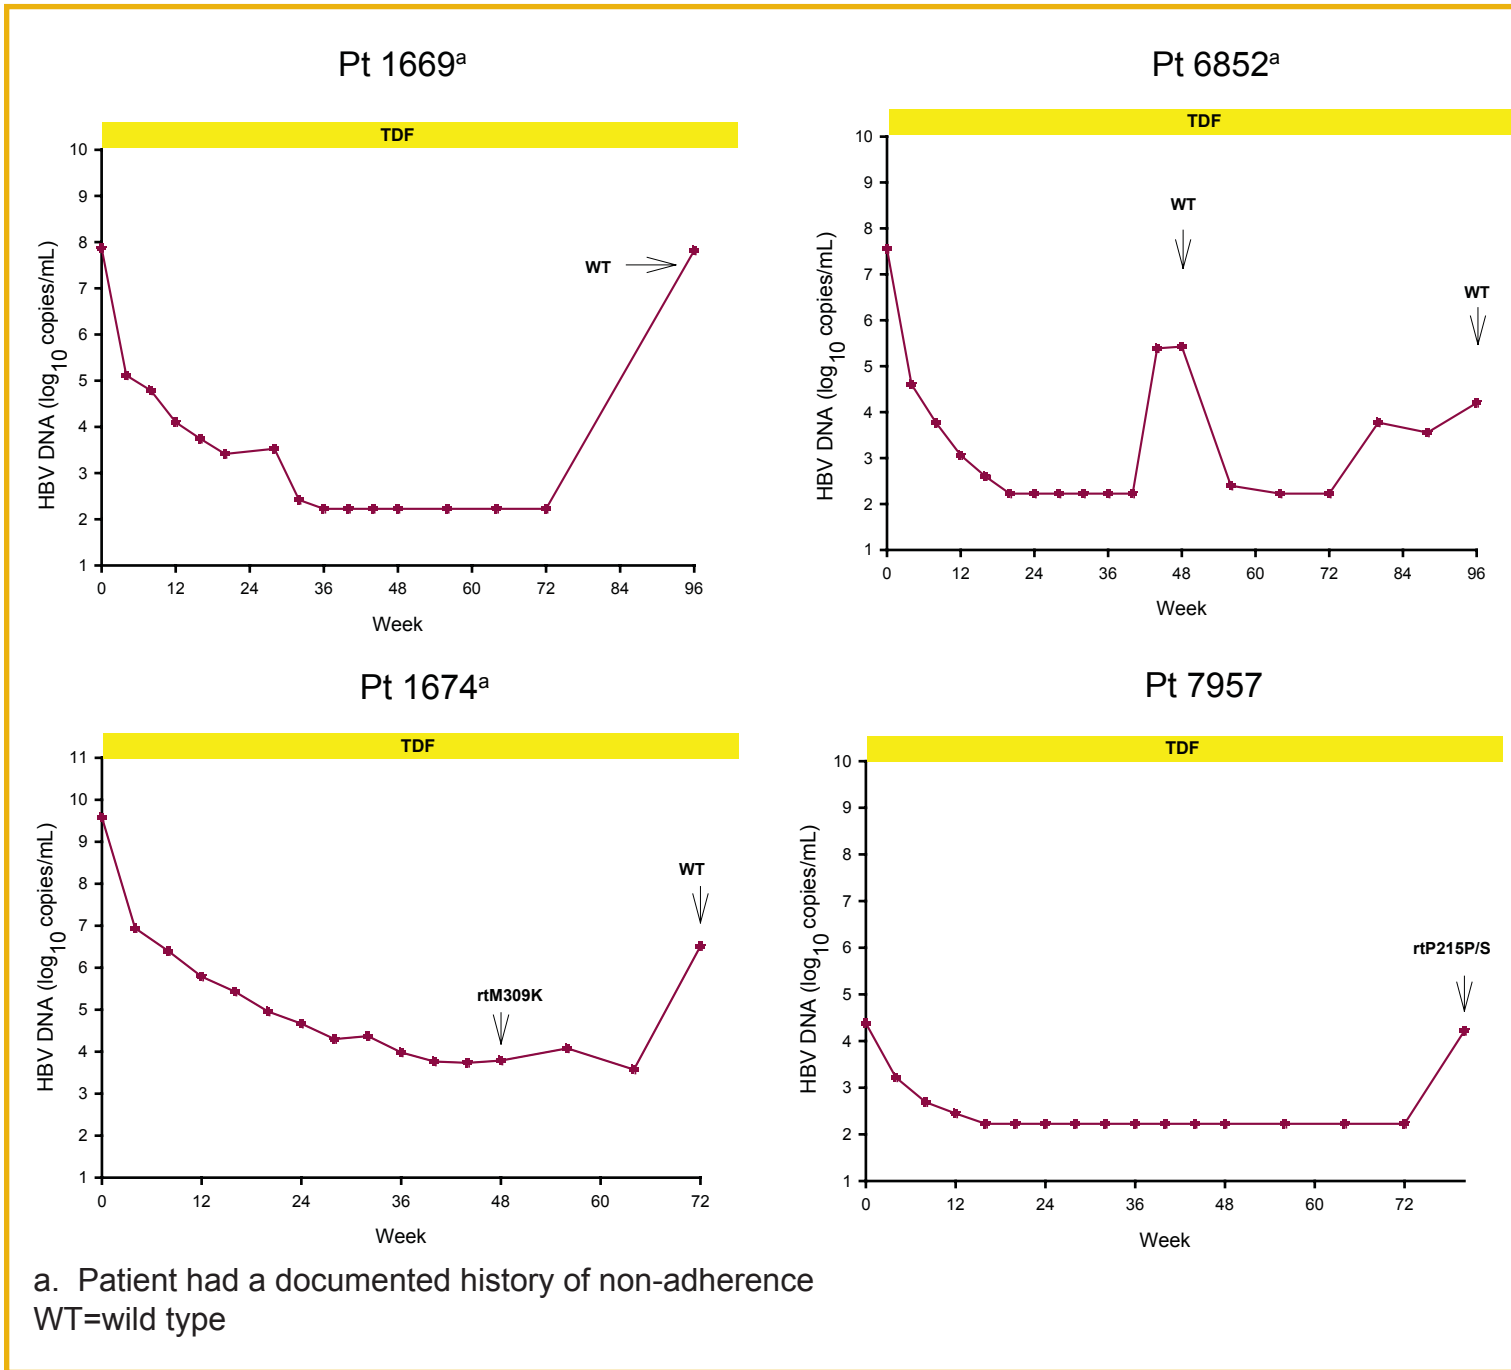 Pt 1669ᵃ
TDF
10
9
8
7
6
5
4
3
2
1
HBV DNA (log₁₀ copies/mL)
WT
0 12 24 36 48 60 72 84 96
Week
Pt 6852ᵃ
TDF
10
9
8
7
6
5
4
3
2
1
HBV DNA (log₁₀ copies/mL)
WT
WT
0 12 24 36 48 60 72 84 96
Week
Pt 1674ᵃ
TDF
11
10
9
8
7
6
5
4
3
2
1
HBV DNA (log₁₀ copies/mL)
WT
rtM309K
0 12 24 36 48 60 72
Week
Pt 7957
TDF
10
9
8
7
6
5
4
3
2
1
HBV DNA (log₁₀ copies/mL)
rtP215P/S
0 12 24 36 48 60 72
Week
a. Patient had a documented history of non-adherence
WT=wild type